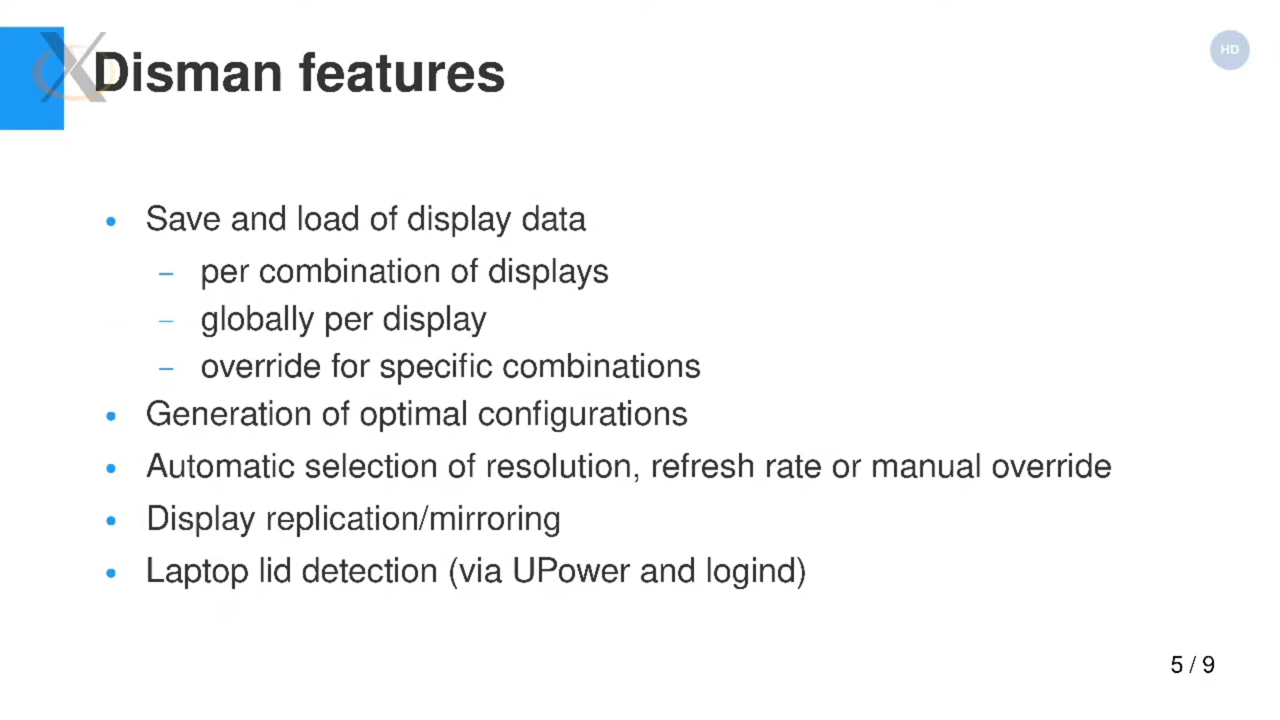 Disman features
HD
• Save and load of display data
– per combination of displays
– globally per display
– override for specific combinations
• Generation of optimal configurations
• Automatic selection of resolution, refresh rate or manual override
• Display replication/mirroring
• Laptop lid detection (via UPower and logind)
5 / 9